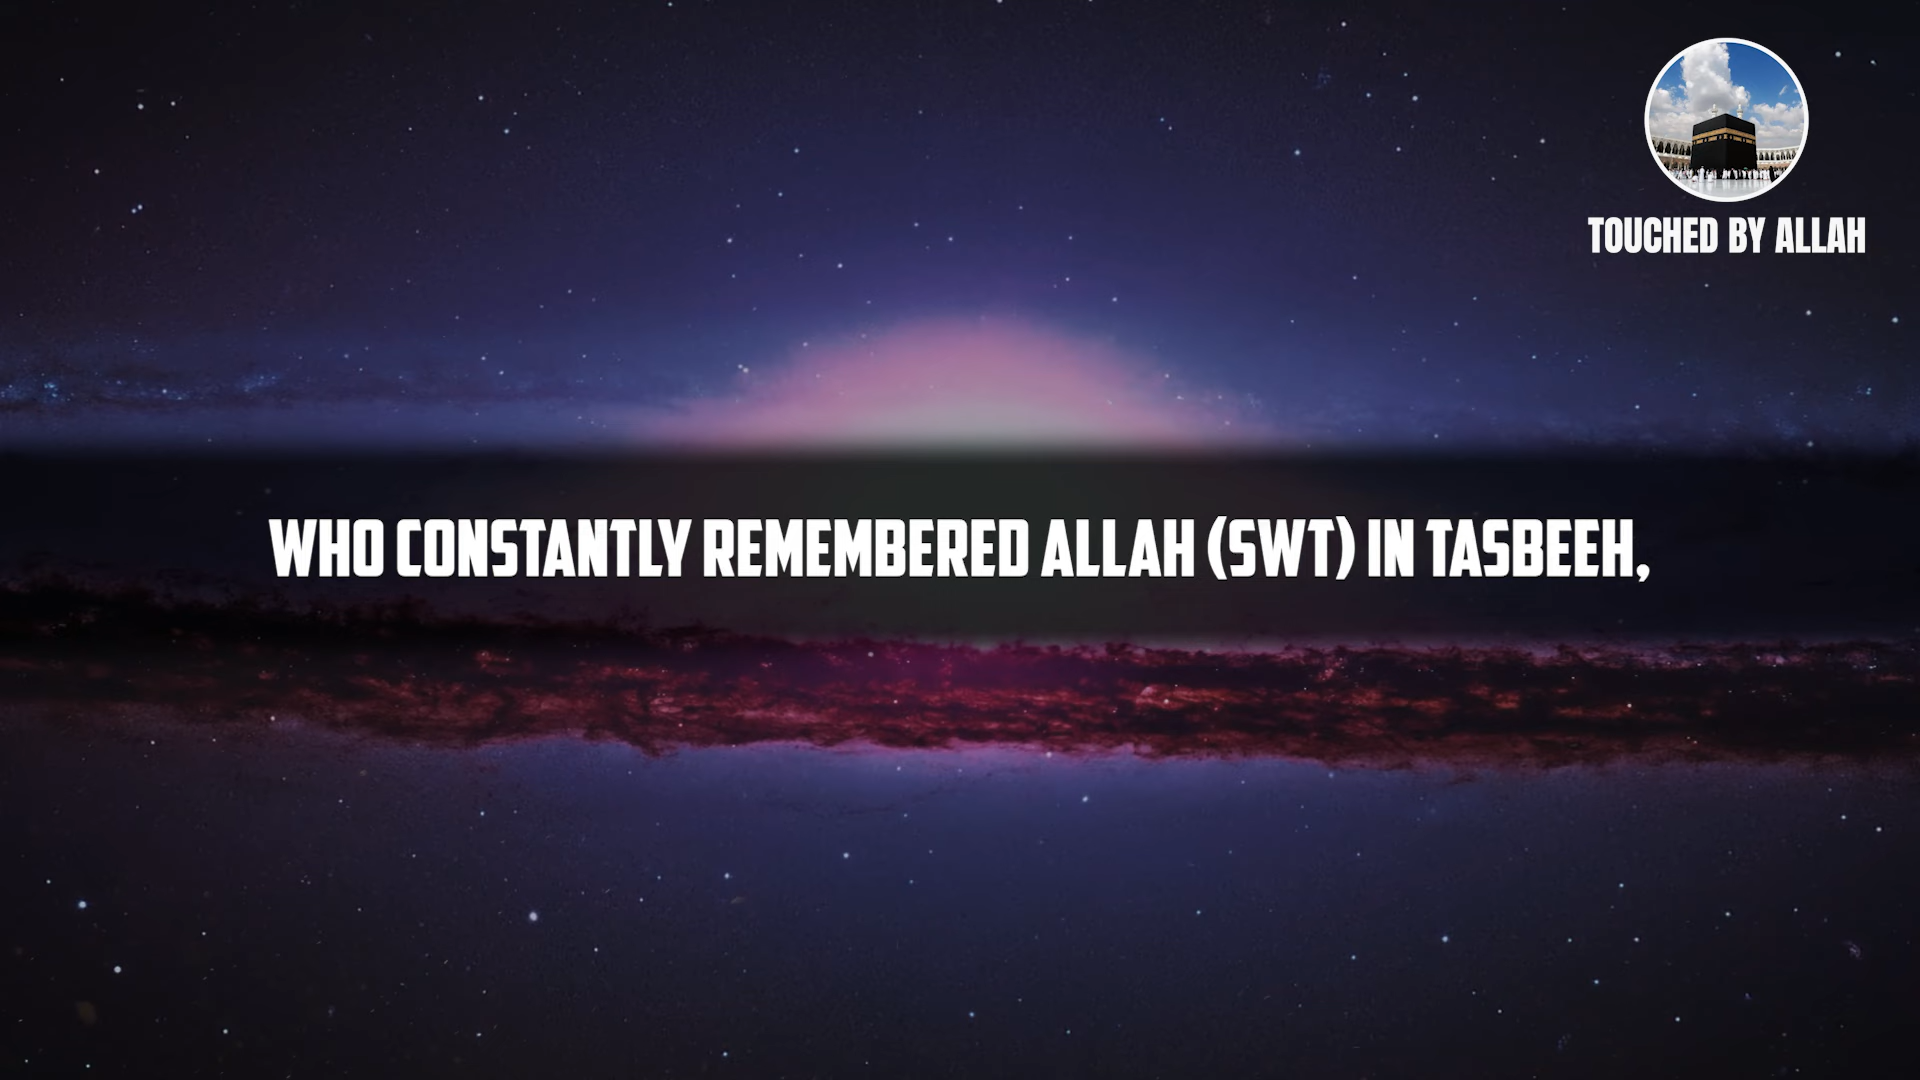 TOUCHED BY ALLAH
WHO CONSTANTLY REMEMBERED ALLAH (SWT) IN TASBEEH,